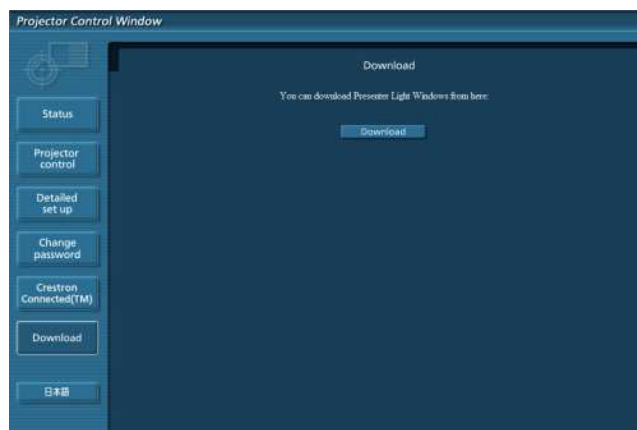 Projector Control Window
Download
You can download Presenter Light Windows from here:
Download
Status
Projector
control
Detailed
set up
Change
password
Crestron
Connected(TM)
Download
日本語